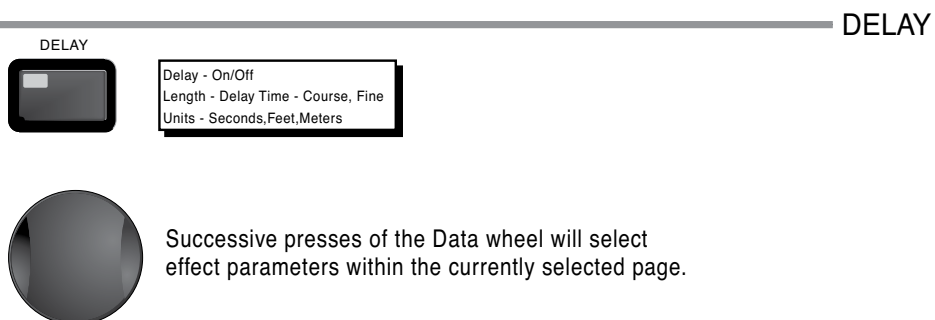 DELAY
DELAY
Delay - On/Off
Length - Delay Time - Course, Fine
Units - Seconds,Feet,Meters
Successive presses of the Data wheel will select
effect parameters within the currently selected page.